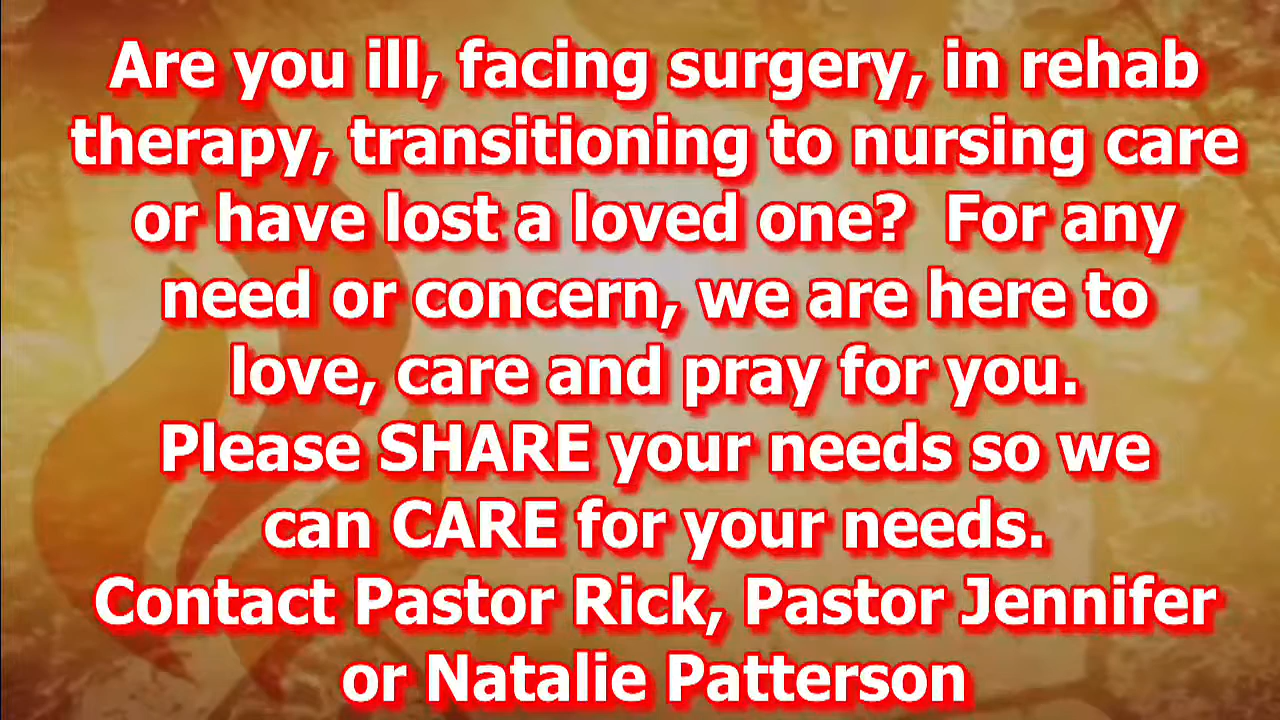 Are you ill, facing surgery, in rehab
therapy, transitioning to nursing care
or have lost a loved one?  For any
need or concern, we are here to
love, care and pray for you.
Please SHARE your needs so we
can CARE for your needs.
Contact Pastor Rick, Pastor Jennifer
or Natalie Patterson